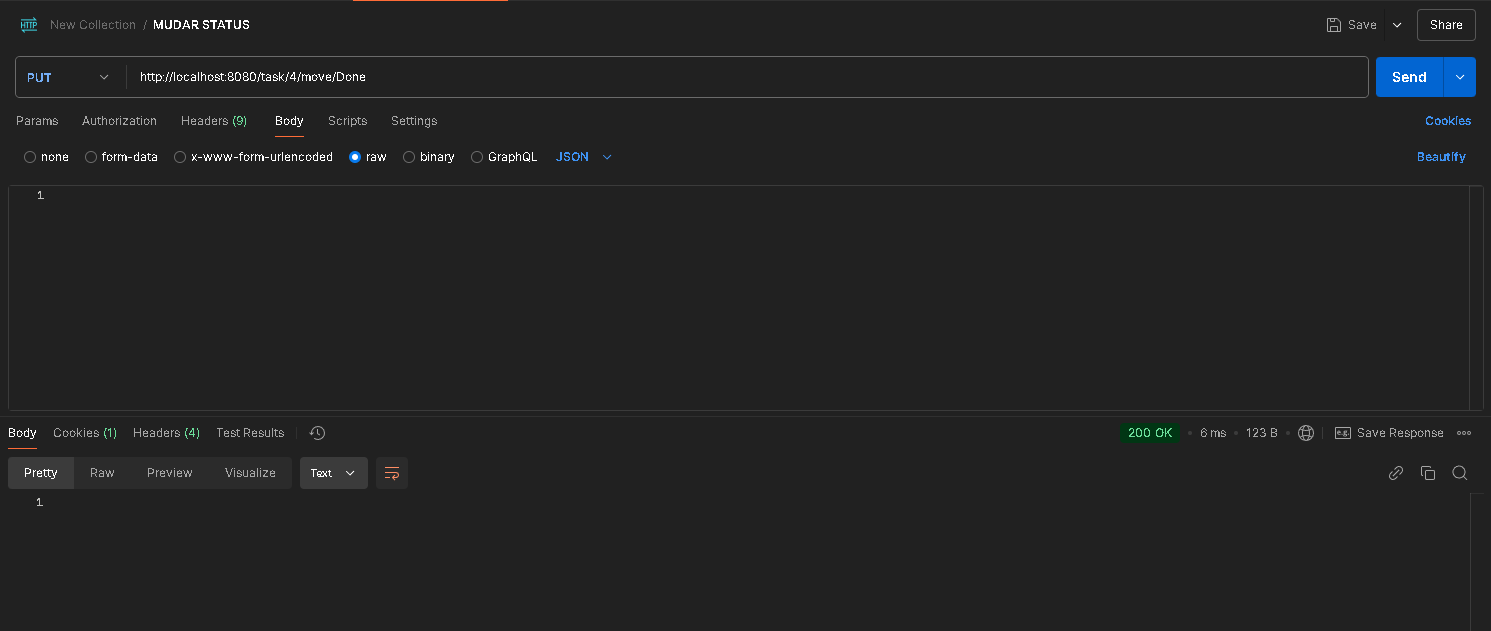 HTTP New Collection / MUDAR STATUS Save Share
PUT http://localhost:8080/task/4/move/Done Send
Params Authorization Headers (9) Body Scripts Settings Cookies
none form-data x-www-form-urlencoded raw binary GraphQL JSON Beautify
1
Body Cookies (1) Headers (4) Test Results 200 OK • 6 ms • 123 B • e.g. Save Response
Pretty Raw Preview Visualize Text
1